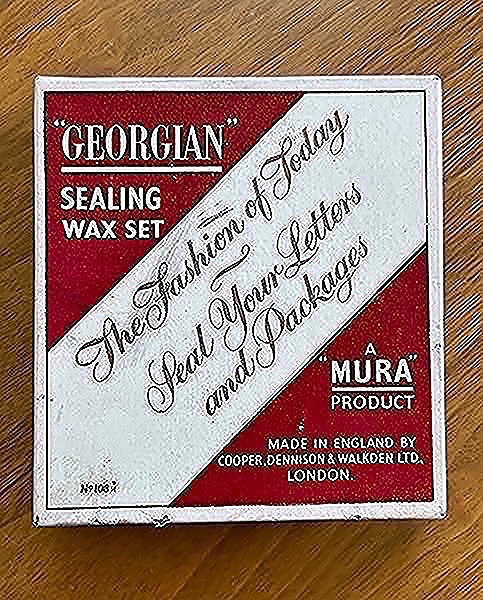 "GEORGIAN"
SEALING
WAX SET
The Fashion of Today
Seal Your Letters
and Packages
A
"MURA"
PRODUCT
MADE IN ENGLAND BY
COOPER, DENNISON & WALKDEN LTD.,
LONDON.